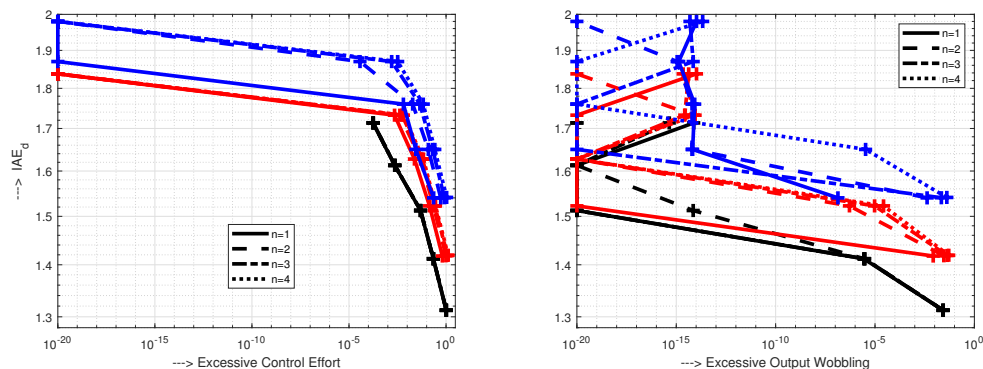 2
1.9
1.8
1.7
1.6
1.5
1.4
1.3
---> IAE_d
n=1
n=2
n=3
n=4
10^-20
10^-15
10^-10
10^-5
10^0
---> Excessive Control Effort
2
1.9
1.8
1.7
1.6
1.5
1.4
1.3
n=1
n=2
n=3
n=4
10^-20
10^-15
10^-10
10^-5
10^0
---> Excessive Output Wobbling